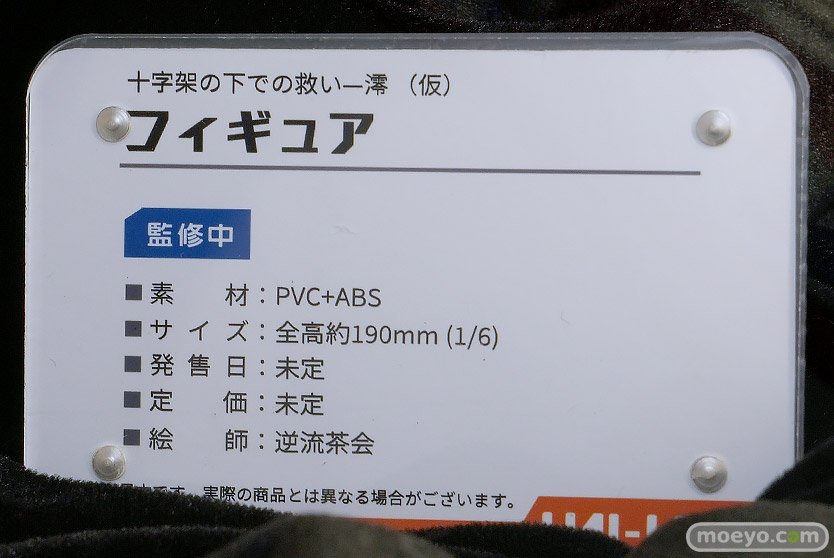 十字架の下での救い—澪 （仮）
フィギュア
監修中
■素　材：PVC+ABS
■サイズ：全高約190mm (1/6)
■発売日：未定
■定　価：未定
■絵　師：逆流茶会
です。実際の商品とは異なる場合がございます。
moeyo.com